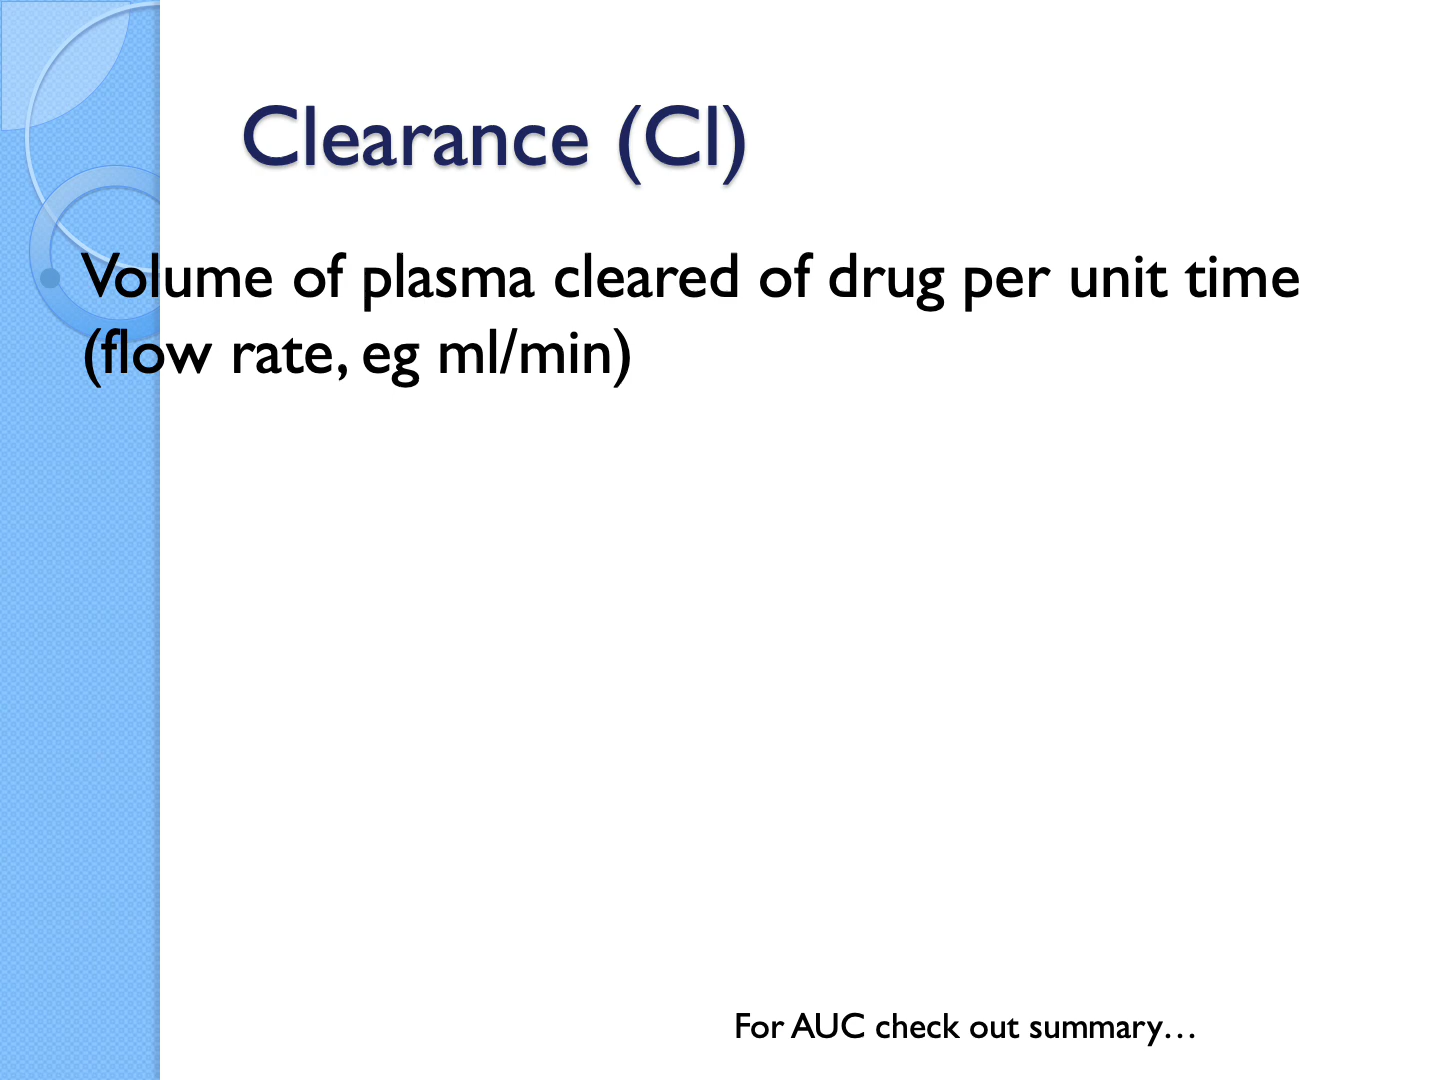 Clearance (Cl)
• Volume of plasma cleared of drug per unit time
(flow rate, eg ml/min)
For AUC check out summary…